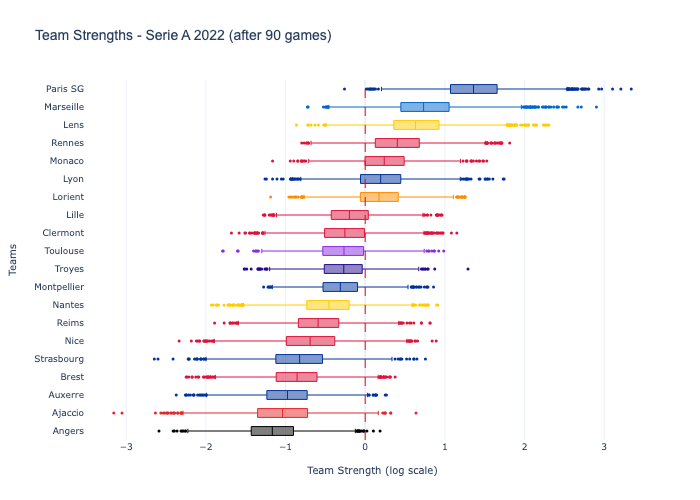 Team Strengths - Serie A 2022 (after 90 games)
Paris SG
Marseille
Lens
Rennes
Monaco
Lyon
Lorient
Lille
Clermont
Toulouse
Troyes
Montpellier
Nantes
Reims
Nice
Strasbourg
Brest
Auxerre
Ajaccio
Angers
Teams
−3 −2 −1 0 1 2 3
Team Strength (log scale)